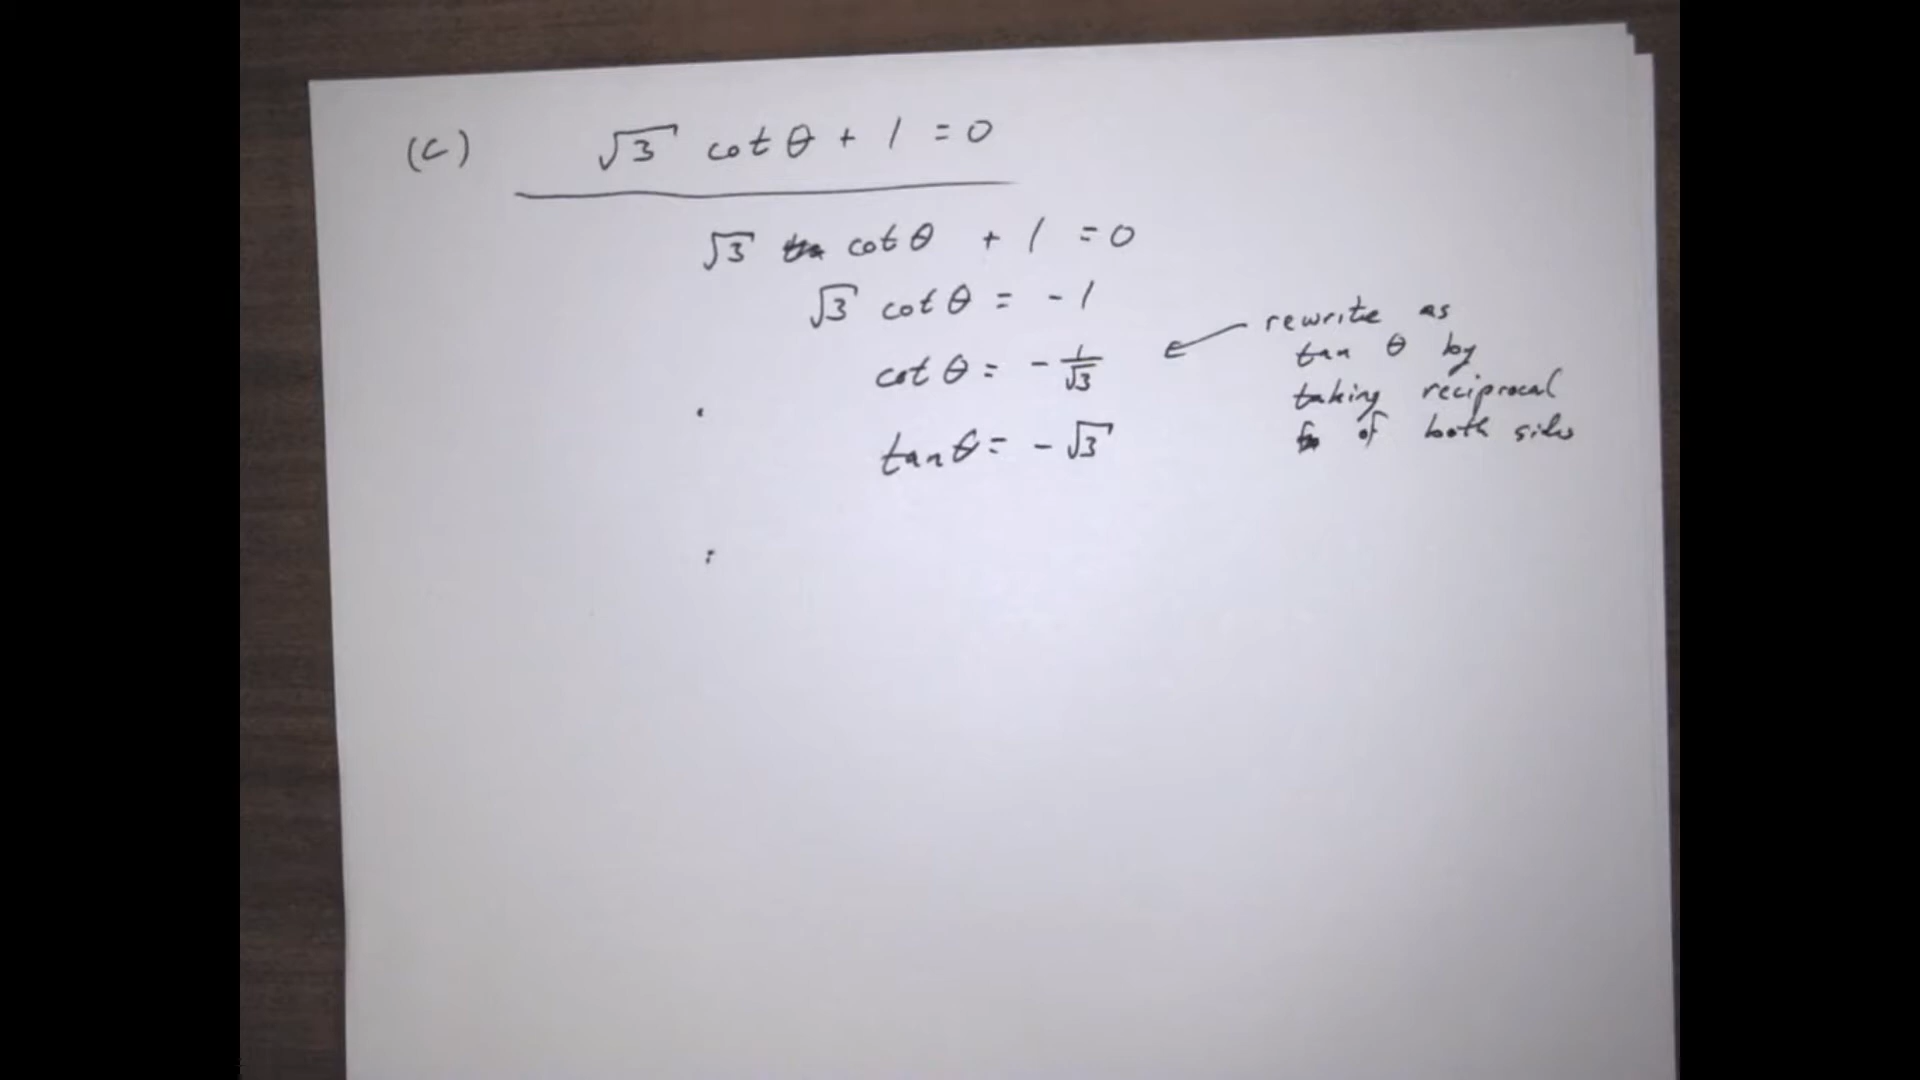 (c) √3 cot θ + 1 = 0
√3 cot θ + 1 = 0
√3 cot θ = - 1
cot θ = - 1/√3
tan θ = - √3
rewrite as
tan θ by
taking reciprocal
of both sides